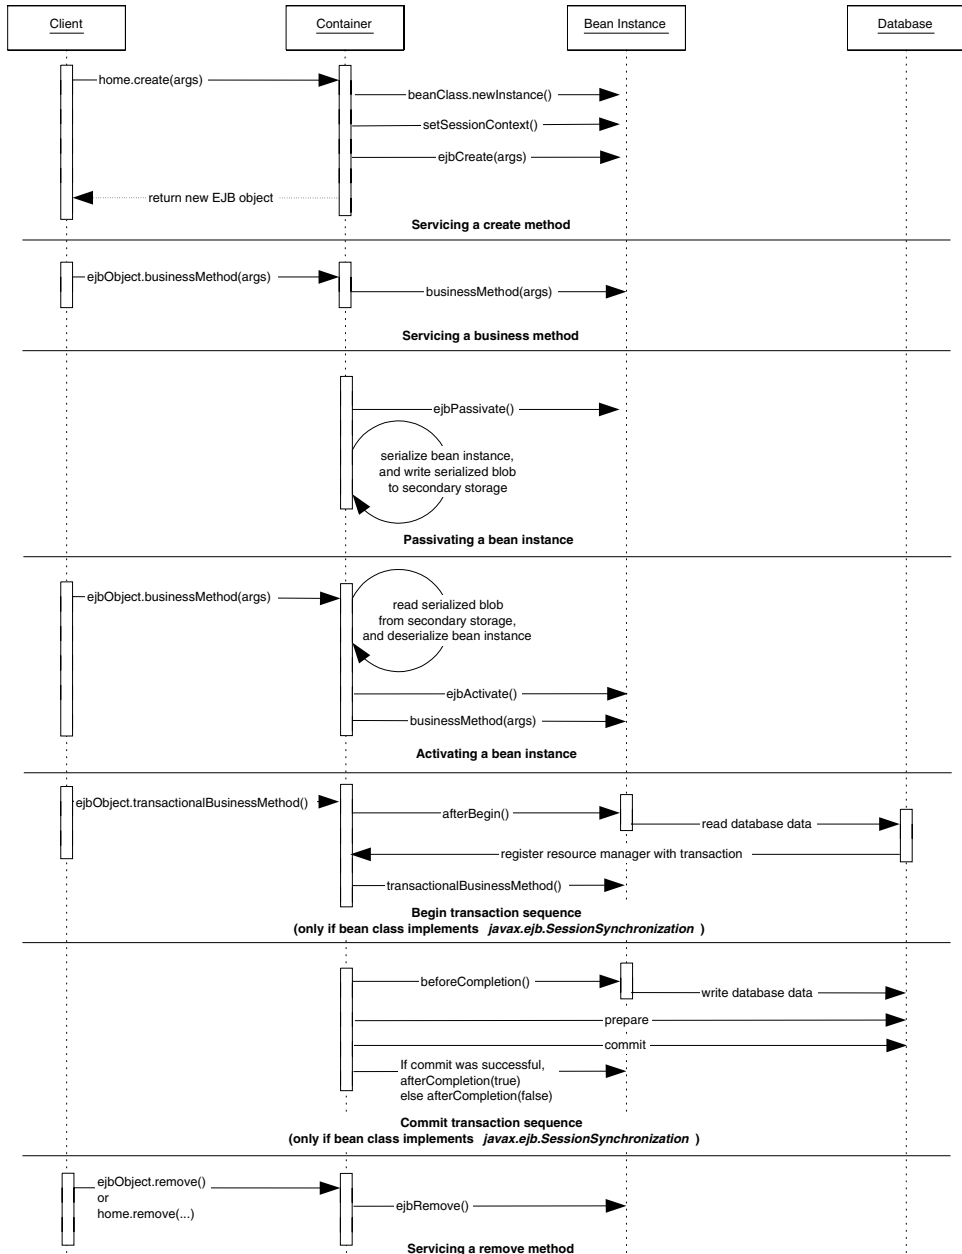 Client
Container
Bean Instance
Database
home.create(args)
beanClass.newInstance()
setSessionContext()
ejbCreate(args)
return new EJB object
Servicing a create method
ejbObject.businessMethod(args)
businessMethod(args)
Servicing a business method
ejbPassivate()
serialize bean instance,
and write serialized blob
to secondary storage
Passivating a bean instance
ejbObject.businessMethod(args)
read serialized blob
from secondary storage,
and deserialize bean instance
ejbActivate()
businessMethod(args)
Activating a bean instance
ejbObject.transactionalBusinessMethod()
afterBegin()
read database data
register resource manager with transaction
transactionalBusinessMethod()
Begin transaction sequence
(only if bean class implements javax.ejb.SessionSynchronization )
beforeCompletion()
write database data
prepare
commit
If commit was successful,
afterCompletion(true)
else afterCompletion(false)
Commit transaction sequence
(only if bean class implements javax.ejb.SessionSynchronization )
ejbObject.remove()
or
home.remove(...)
ejbRemove()
Servicing a remove method